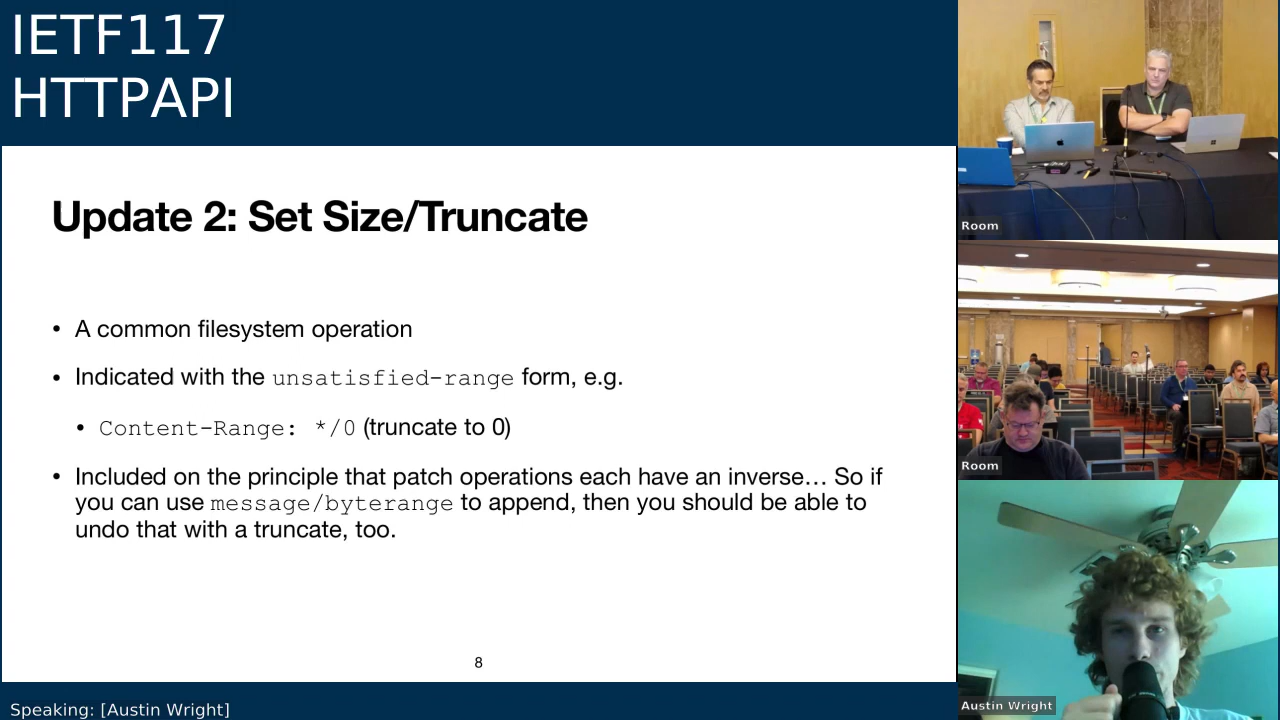 IETF117
HTTPAPI
Update 2: Set Size/Truncate
• A common filesystem operation
• Indicated with the unsatisfied-range form, e.g.
• Content-Range: */0 (truncate to 0)
• Included on the principle that patch operations each have an inverse… So if
you can use message/byterange to append, then you should be able to
undo that with a truncate, too.
8
Speaking: [Austin Wright]
Room
Room
Austin Wright